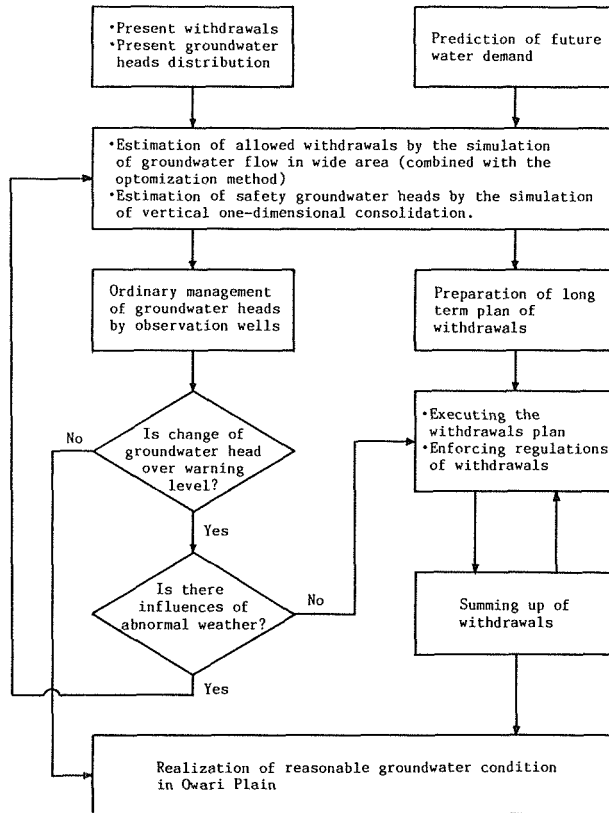 •Present withdrawals
•Present groundwater
heads distribution
Prediction of future
water demand
•Estimation of allowed withdrawals by the simulation
of groundwater flow in wide area (combined with the
optomization method)
•Estimation of safety groundwater heads by the simulation
of vertical one-dimensional consolidation.
Ordinary management
of groundwater heads
by observation wells
Preparation of long
term plan of
withdrawals
No
Is change of
groundwater head
over warning
level?
•Executing the
withdrawals plan
•Enforcing regulations
of withdrawals
Yes
Is there
influences of
abnormal weather?
No
Summing up of
withdrawals
Yes
Realization of reasonable groundwater condition
in Owari Plain